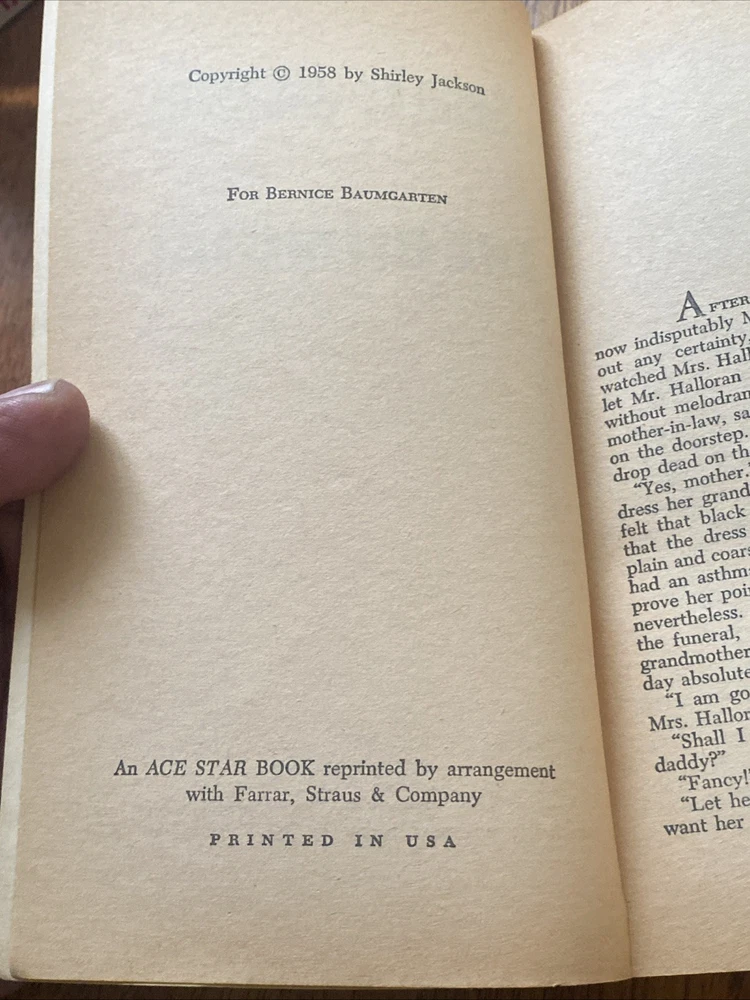 Copyright © 1958 by Shirley Jackson
For Bernice Baumgarten
An ACE STAR BOOK reprinted by arrangement
with Farrar, Straus & Company
PRINTED IN USA
AFTER
now indisputably
out any certainty,
watched Mrs. Hall
let Mr. Halloran
without melodram
mother-in-law, sa
on the doorstep.
drop dead on th
“Yes, mother.
dress her grand
felt that black
that the dress
plain and coars
had an asthm
prove her poi
nevertheless.
the funeral,
grandmother
day absolute
“I am go
Mrs. Hallor
“Shall I
daddy?”
“Fancy!
“Let he
want her